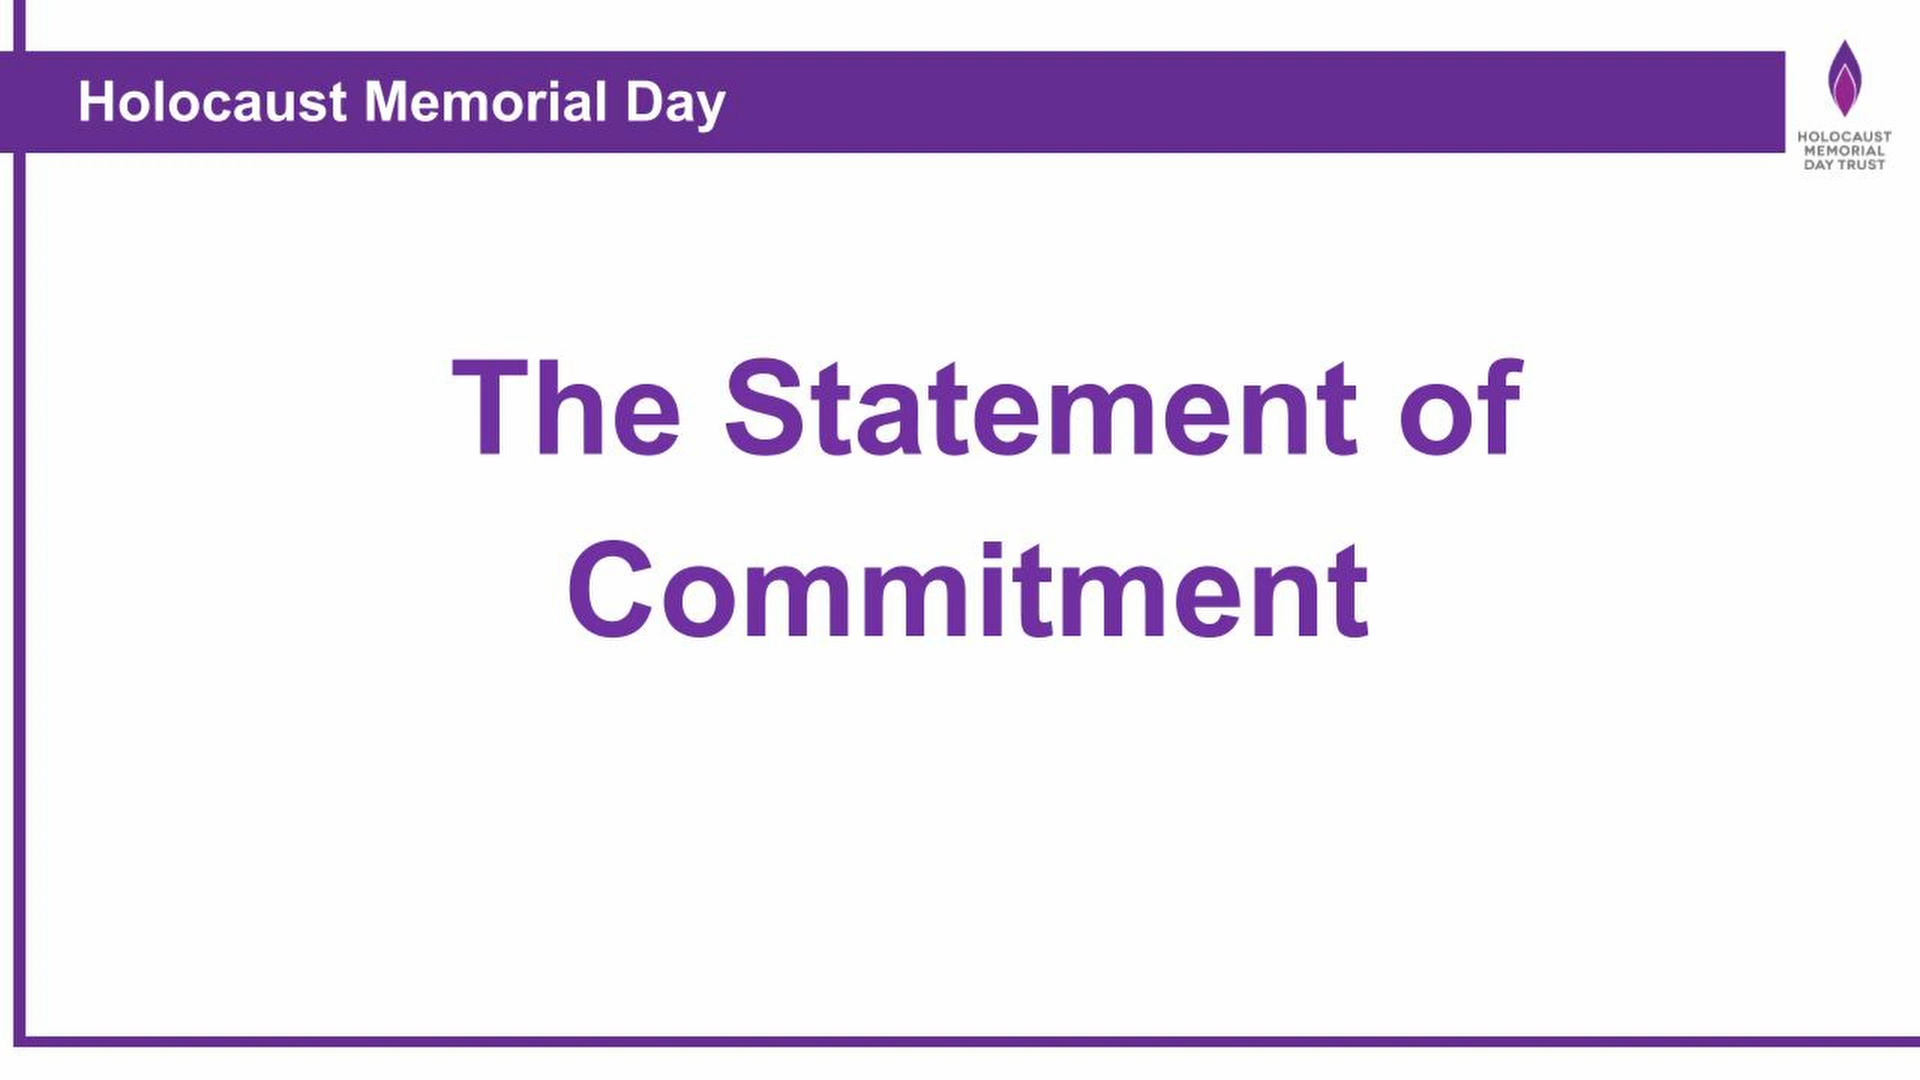 Holocaust Memorial Day
HOLOCAUST
MEMORIAL
DAY TRUST
The Statement of
Commitment